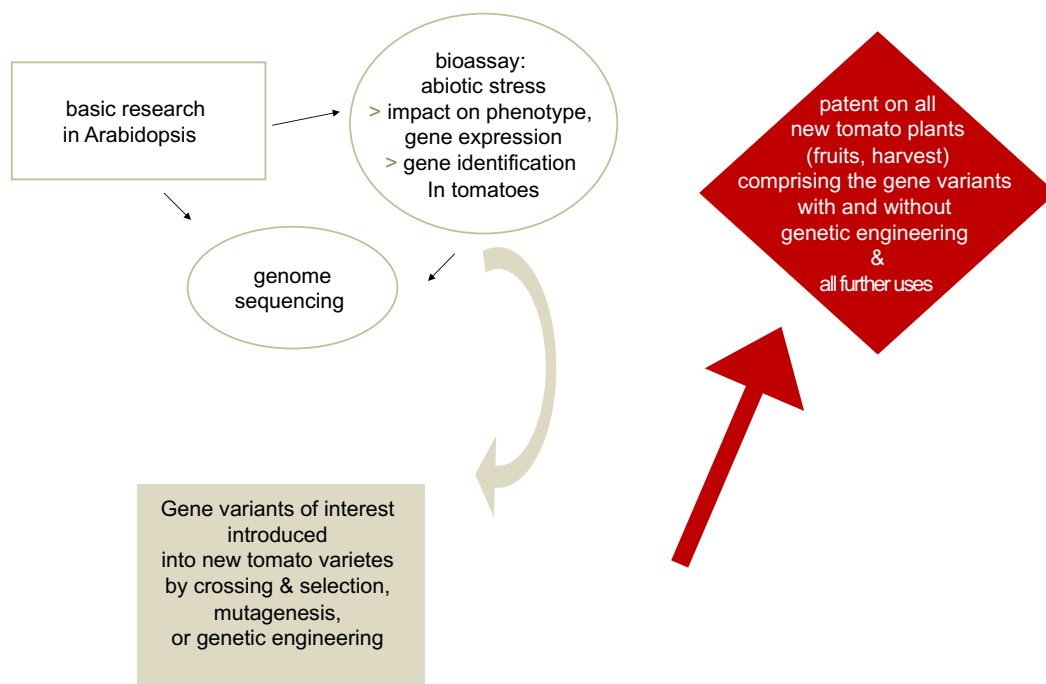 basic research
in Arabidopsis
bioassay:
abiotic stress
> impact on phenotype,
gene expression
> gene identification
In tomatoes
genome
sequencing
Gene variants of interest
introduced
into new tomato varietes
by crossing & selection,
mutagenesis,
or genetic engineering
patent on all
new tomato plants
(fruits, harvest)
comprising the gene variants
with and without
genetic engineering
&
all further uses